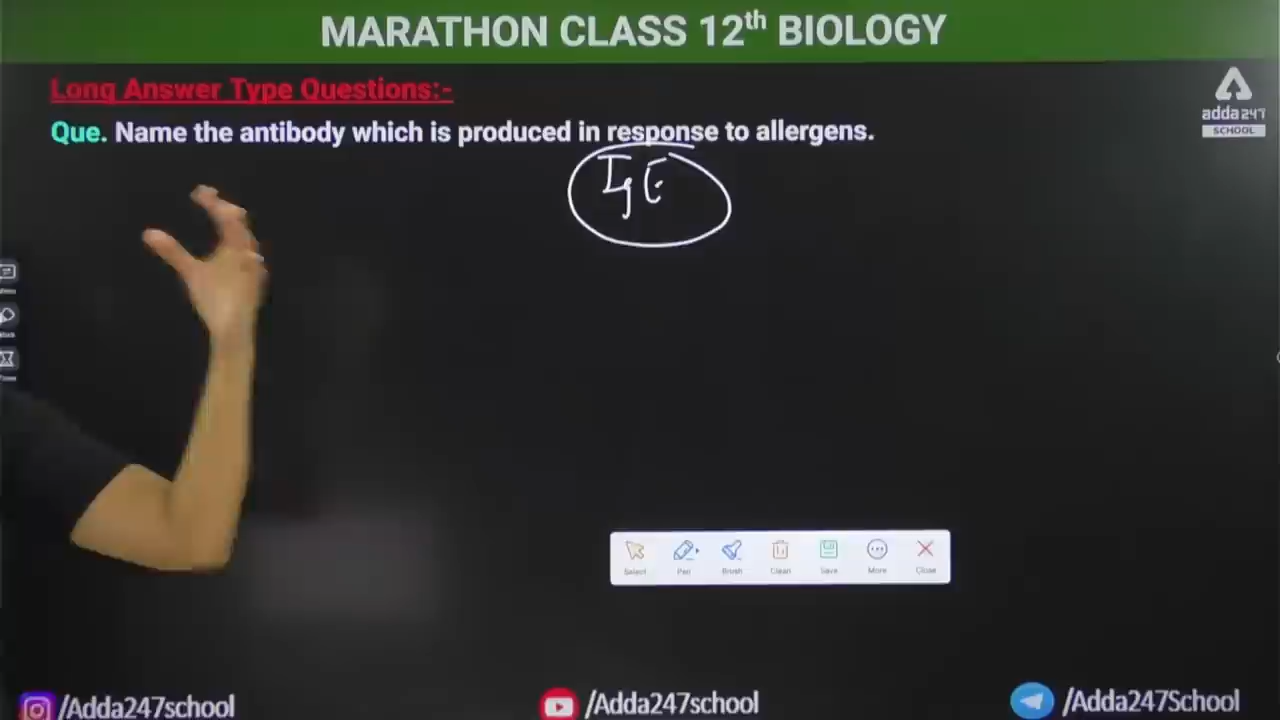 MARATHON CLASS 12th BIOLOGY
Long Answer Type Questions:-
adda247
SCHOOL
Que. Name the antibody which is produced in response to allergens.
IgE
Select Pen Brush Clean Save More Close
/Adda247school /Adda247school /Adda247School